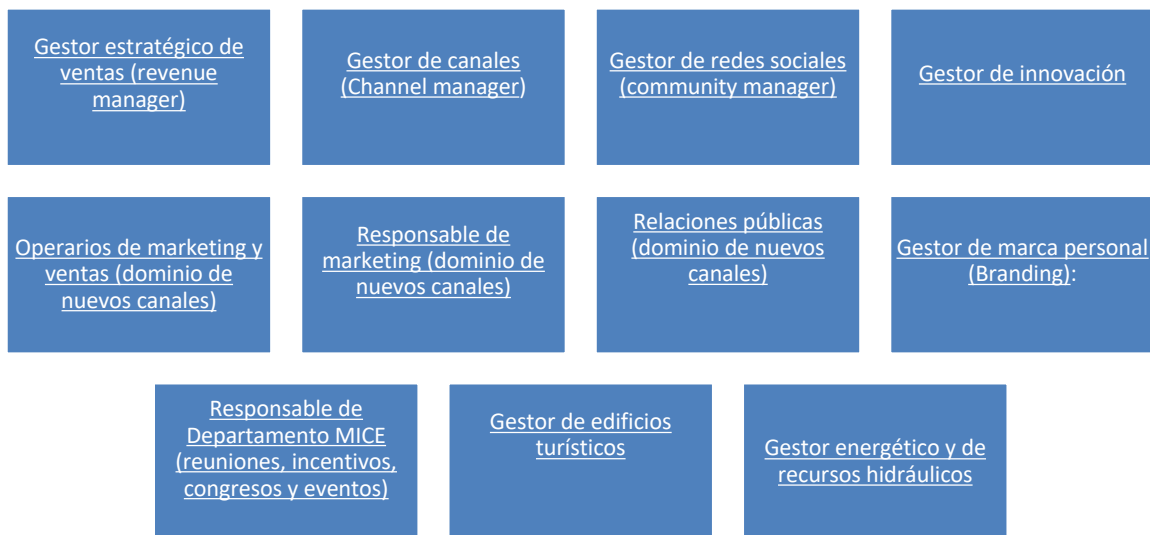 Gestor estratégico de
ventas (revenue
manager)
Gestor de canales
(Channel manager)
Gestor de redes sociales
(community manager)
Gestor de innovación
Operarios de marketing y
ventas (dominio de
nuevos canales)
Responsable de
marketing (dominio de
nuevos canales)
Relaciones públicas
(dominio de nuevos
canales)
Gestor de marca personal
(Branding):
Responsable de
Departamento MICE
(reuniones, incentivos,
congresos y eventos)
Gestor de edificios
turísticos
Gestor energético y de
recursos hidráulicos